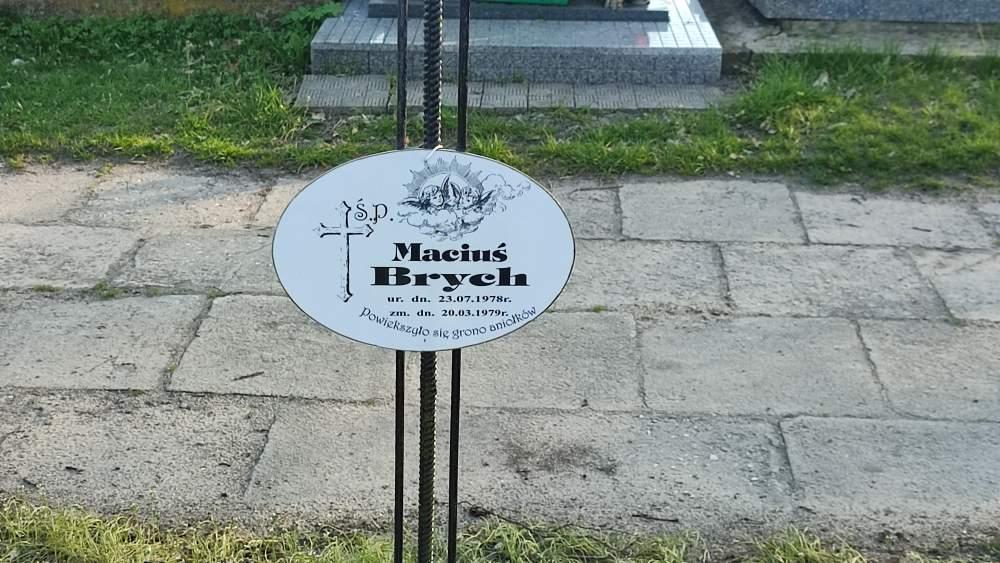 Ś.p.
Maciuś
Brych
ur. dn. 23.07.1978r.
zm. dn. 20.03.1979r.
Powiększyło się grono aniołków